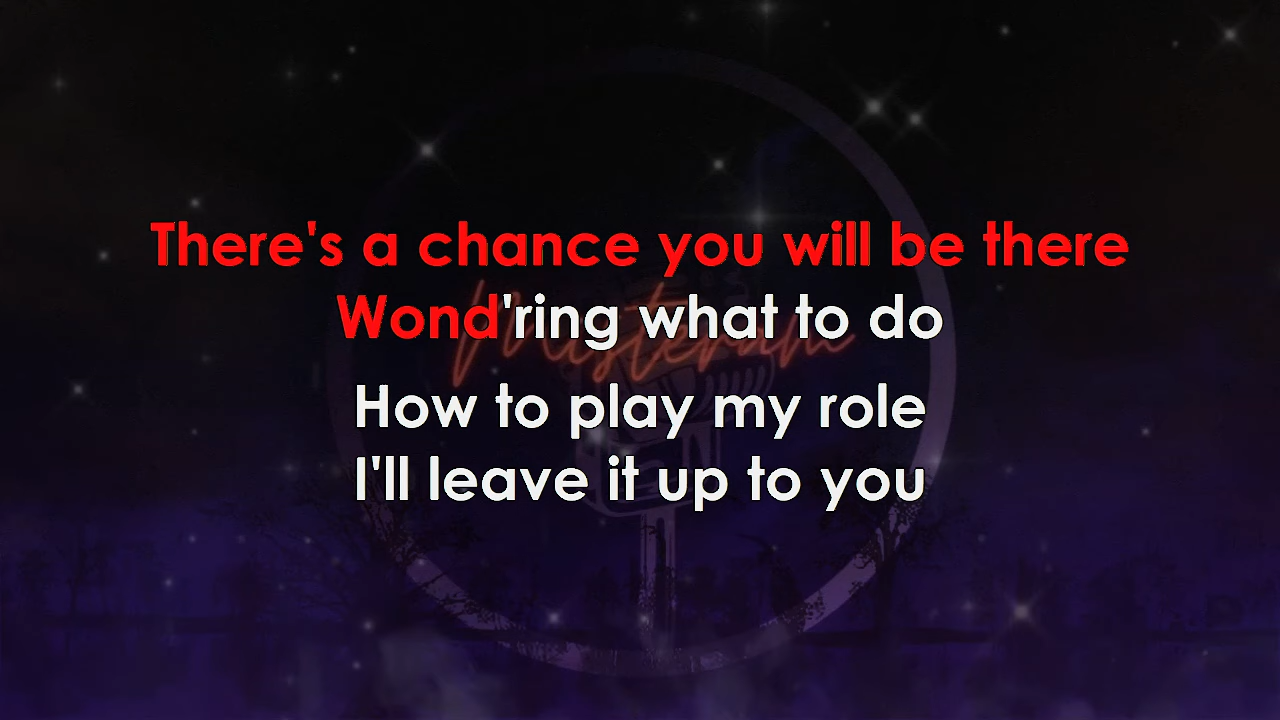 There's a chance you will be there
Wond'ring what to do
How to play my role
I'll leave it up to you